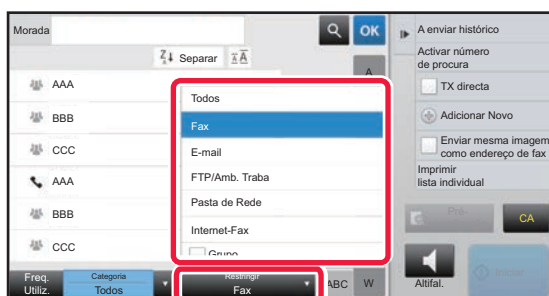 Morada
OK
Separar
A
AAA
BBB
CCC
AAA
BBB
CCC
Todos
Fax
E-mail
FTP/Amb. Traba
Pasta de Rede
Internet-Fax
Grupo
Freq.
Utiliz.
Categoria
Todos
Restringir
Fax
ABC
W
A enviar histórico
Activar número
de procura
TX directa
Adicionar Novo
Enviar mesma imagem
como endereço de fax
Imprimir
lista individual
Pré-
CA
Altifal.
Iniciar